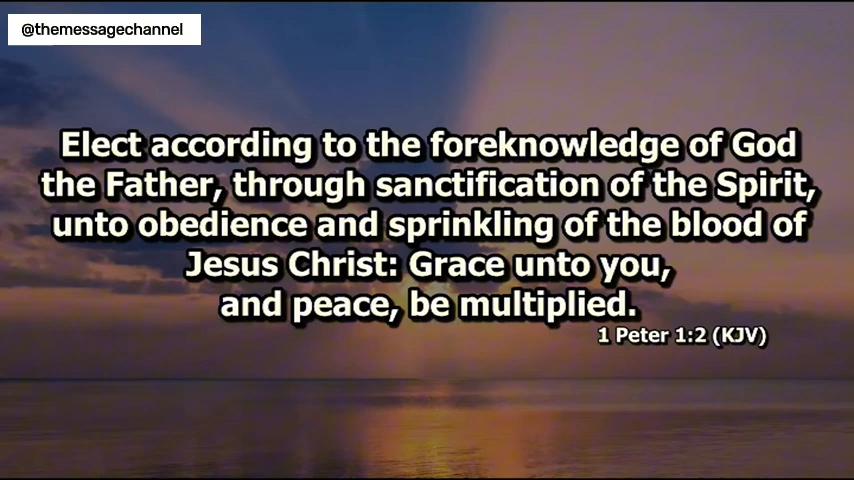 @themessagechannel
Elect according to the foreknowledge of God
the Father, through sanctification of the Spirit,
unto obedience and sprinkling of the blood of
Jesus Christ: Grace unto you,
and peace, be multiplied.
1 Peter 1:2 (KJV)